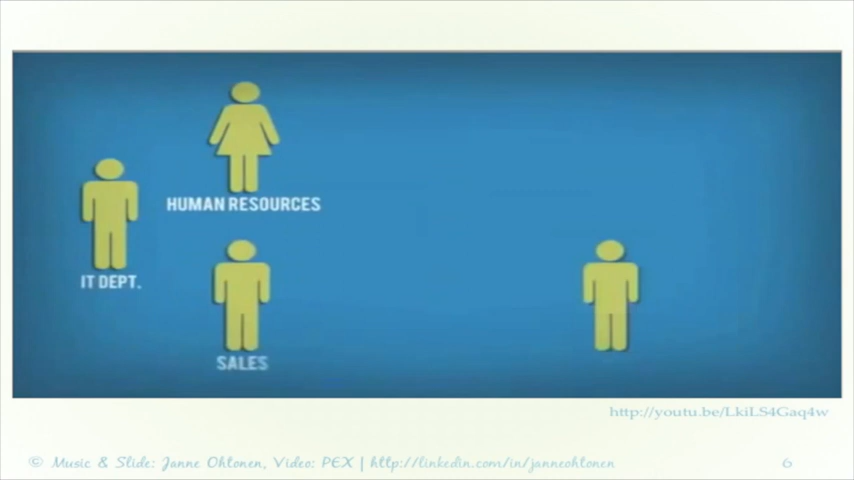 HUMAN RESOURCES
IT DEPT.
SALES
http://youtu.be/LkiLS4Gaq4w
© Music & Slide: Janne Ohtonen, Video: PEX | http://linkedin.com/in/janneohtonen
6